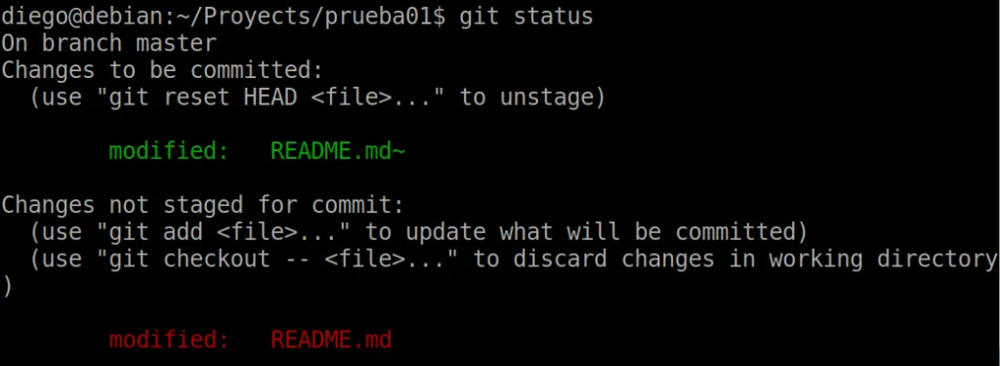 diego@debian:~/Proyects/prueba01$ git status
On branch master
Changes to be committed:
  (use "git reset HEAD <file>..." to unstage)
        modified:   README.md~
Changes not staged for commit:
  (use "git add <file>..." to update what will be committed)
  (use "git checkout -- <file>..." to discard changes in working directory
)
        modified:   README.md